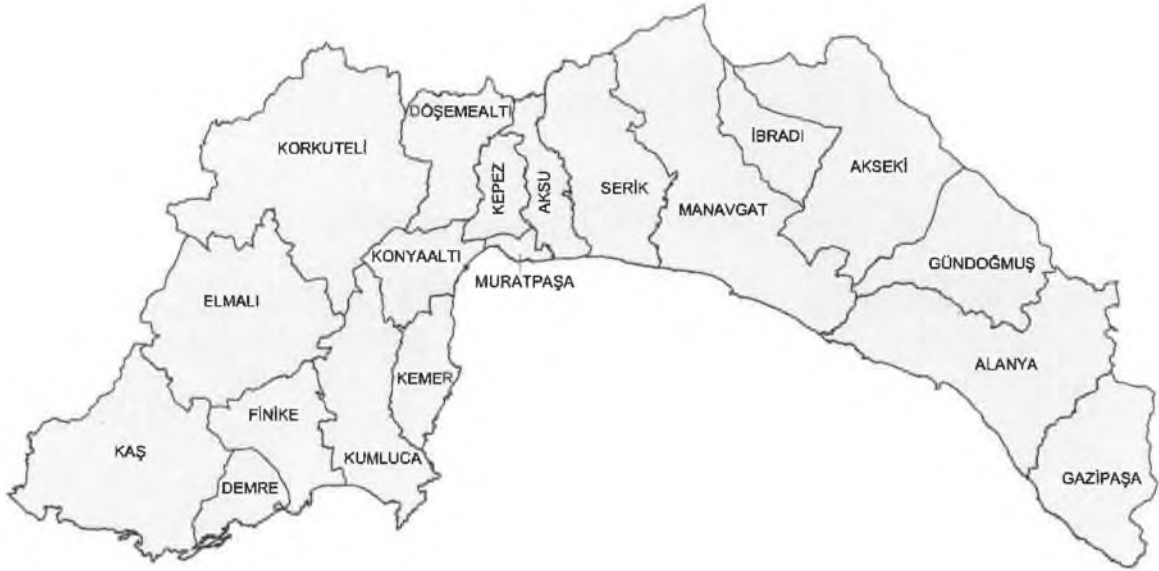 DÖŞEMEALTI
KORKUTELİ
İBRADI
AKSEKİ
KEPEZ
AKSU
SERİK
MANAVGAT
KONYAALTI
GÜNDOĞMUŞ
MURATPAŞA
ELMALI
ALANYA
KEMER
FİNİKE
KAŞ
KUMLUCA
GAZİPAŞA
DEMRE